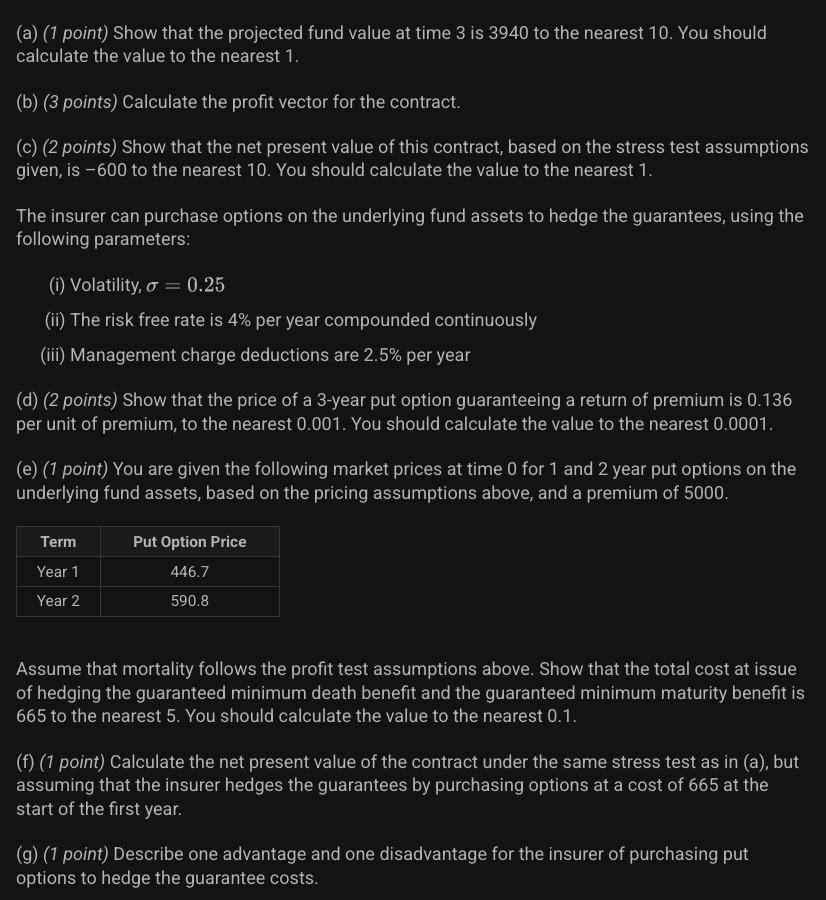 (a) (1 point) Show that the projected fund value at time 3 is 3940 to the nearest 10. You should
calculate the value to the nearest 1.
(b) (3 points) Calculate the profit vector for the contract.
(c) (2 points) Show that the net present value of this contract, based on the stress test assumptions
given, is −600 to the nearest 10. You should calculate the value to the nearest 1.
The insurer can purchase options on the underlying fund assets to hedge the guarantees, using the
following parameters:
(i) Volatility, σ = 0.25
(ii) The risk free rate is 4% per year compounded continuously
(iii) Management charge deductions are 2.5% per year
(d) (2 points) Show that the price of a 3-year put option guaranteeing a return of premium is 0.136
per unit of premium, to the nearest 0.001. You should calculate the value to the nearest 0.0001.
(e) (1 point) You are given the following market prices at time 0 for 1 and 2 year put options on the
underlying fund assets, based on the pricing assumptions above, and a premium of 5000.
Term Put Option Price
Year 1 446.7
Year 2 590.8
Assume that mortality follows the profit test assumptions above. Show that the total cost at issue
of hedging the guaranteed minimum death benefit and the guaranteed minimum maturity benefit is
665 to the nearest 5. You should calculate the value to the nearest 0.1.
(f) (1 point) Calculate the net present value of the contract under the same stress test as in (a), but
assuming that the insurer hedges the guarantees by purchasing options at a cost of 665 at the
start of the first year.
(g) (1 point) Describe one advantage and one disadvantage for the insurer of purchasing put
options to hedge the guarantee costs.